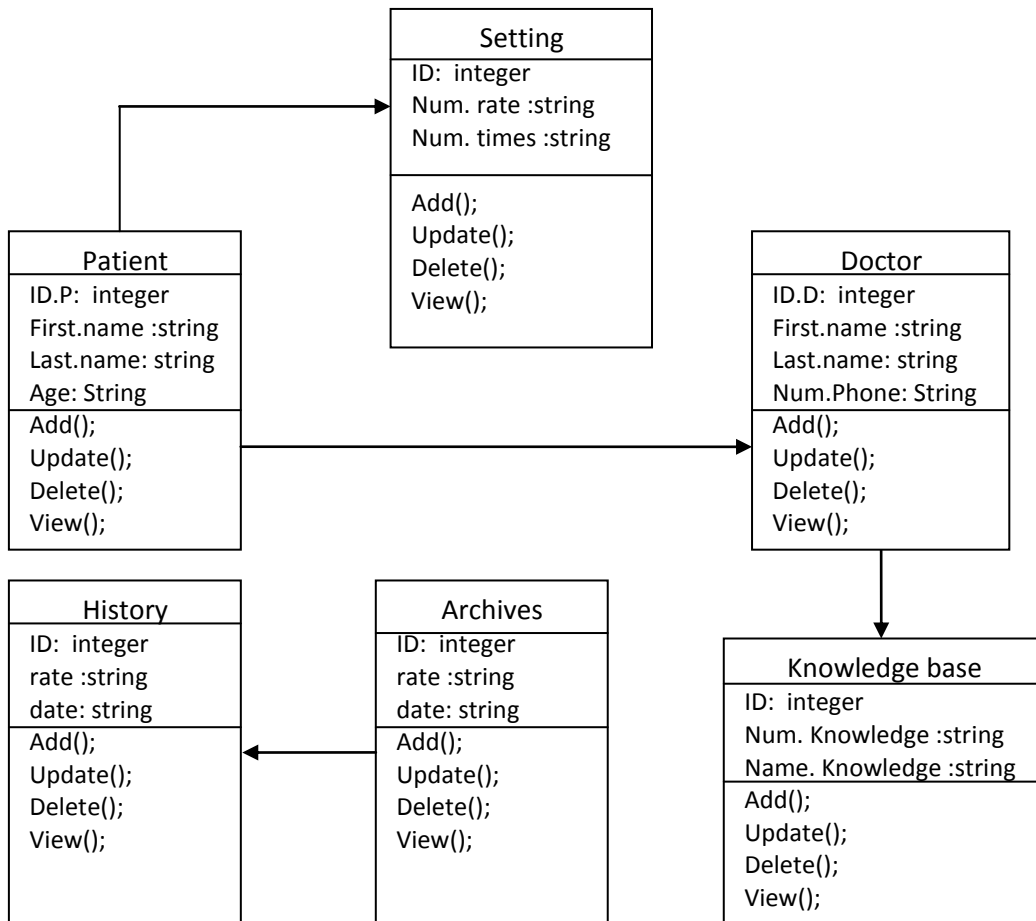 Setting
ID:  integer
Num. rate :string
Num. times :string
Add();
Update();
Delete();
View();
Patient
ID.P:  integer
First.name :string
Last.name: string
Age: String
Add();
Update();
Delete();
View();
Doctor
ID.D:  integer
First.name :string
Last.name: string
Num.Phone: String
Add();
Update();
Delete();
View();
History
ID:  integer
rate :string
date: string
Add();
Update();
Delete();
View();
Archives
ID:  integer
rate :string
date: string
Add();
Update();
Delete();
View();
Knowledge base
ID:  integer
Num. Knowledge :string
Name. Knowledge :string
Add();
Update();
Delete();
View();